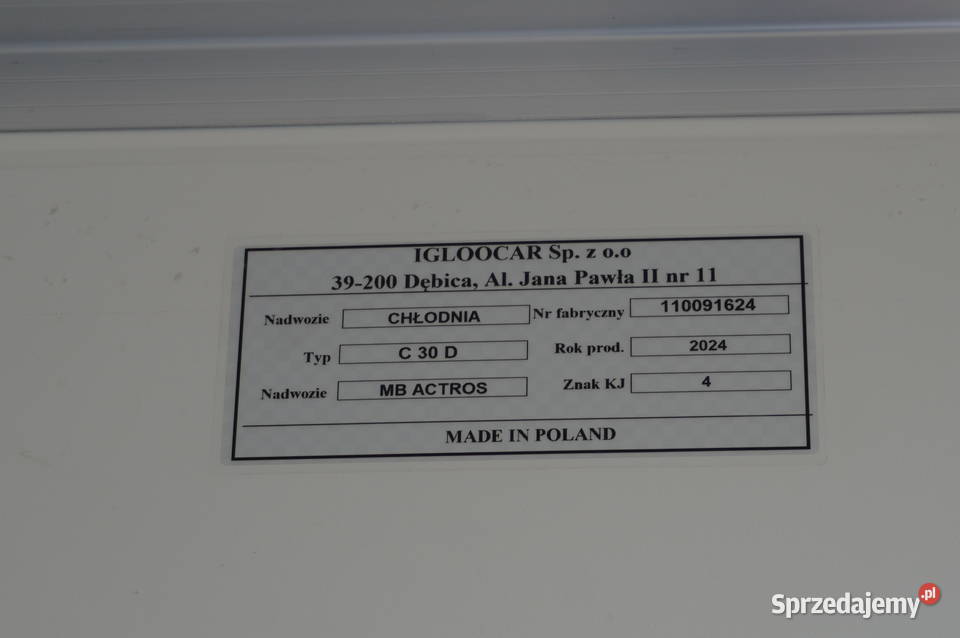 IGLOOCAR Sp. z o.o
39-200 Dębica, Al. Jana Pawła II nr 11
Nadwozie CHŁODNIA Nr fabryczny 110091624
Typ C 30 D Rok prod. 2024
Nadwozie MB ACTROS Znak KJ 4
MADE IN POLAND
Sprzedajemy.pl